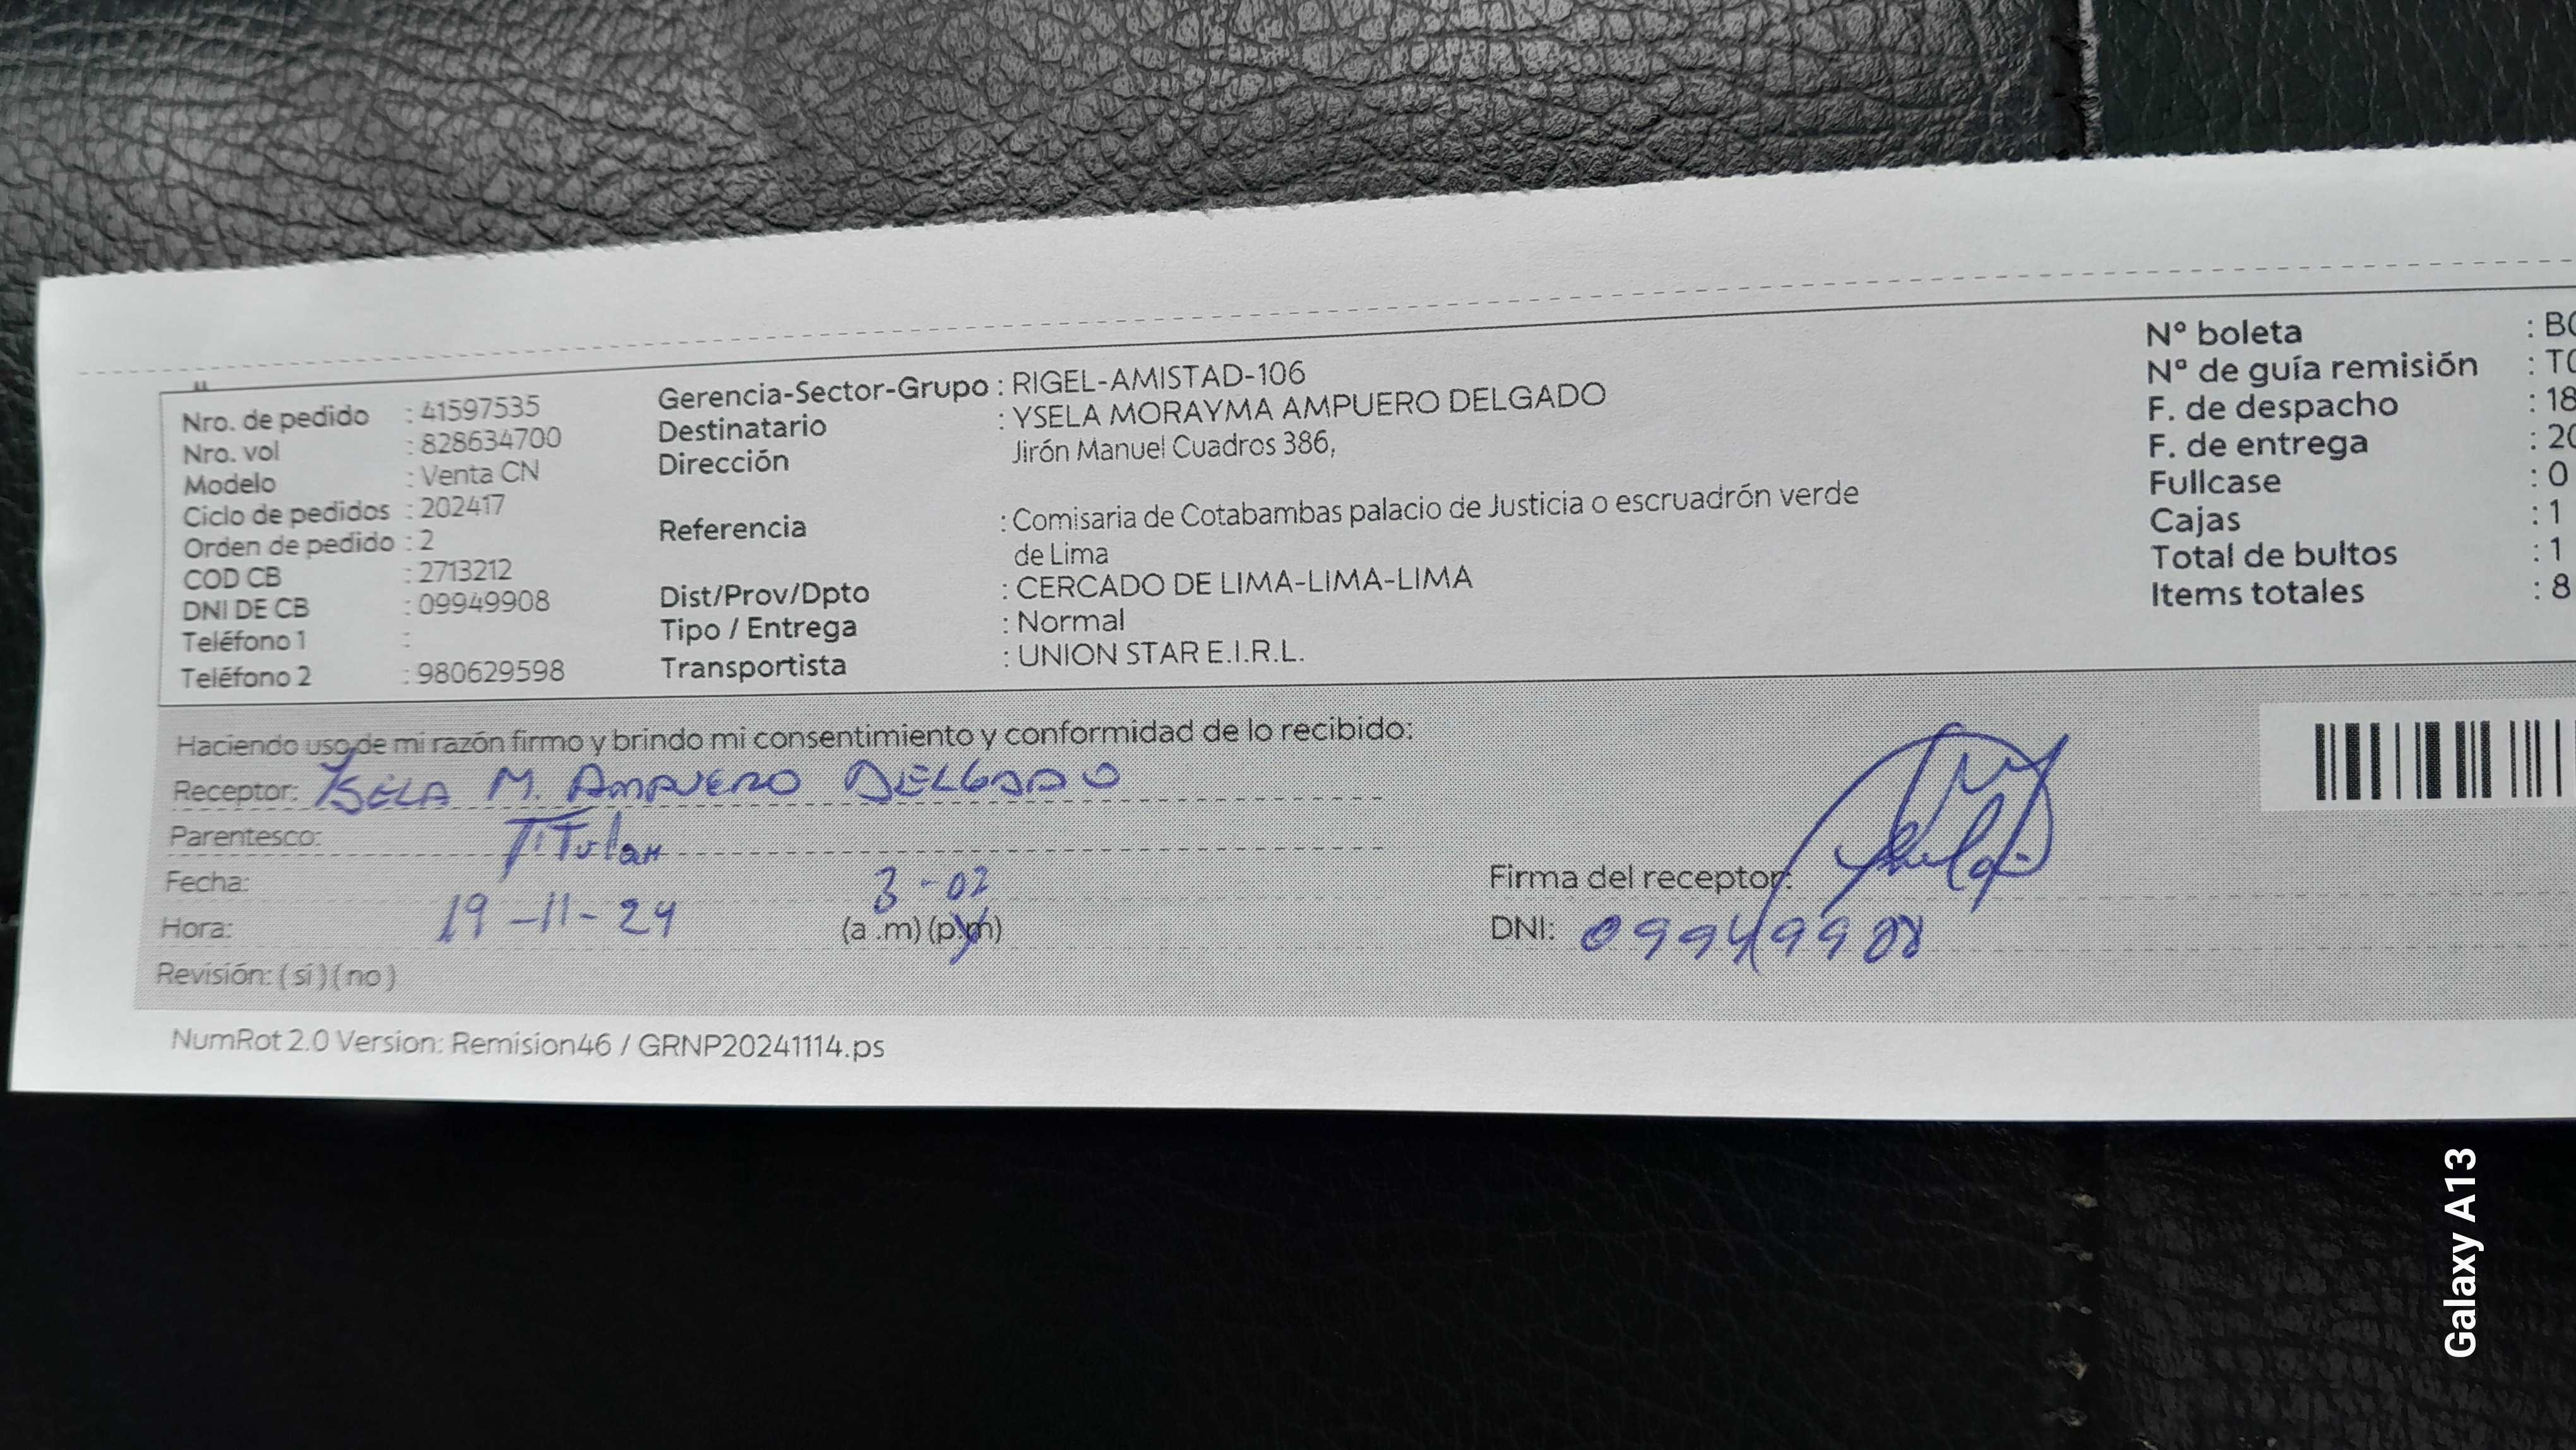 Nro. de pedido : 41597535
Nro. vol : 828634700
Modelo : Venta CN
Ciclo de pedidos : 202417
Orden de pedido : 2
COD CB : 2713212
DNI DE CB : 09949908
Teléfono 1 :
Teléfono 2 : 980629598
Gerencia-Sector-Grupo : RIGEL-AMISTAD-106
Destinatario : YSELA MORAYMA AMPUERO DELGADO
Dirección Jirón Manuel Cuadros 386,
Referencia : Comisaria de Cotabambas palacio de Justicia o escruadrón verde
de Lima
Dist/Prov/Dpto : CERCADO DE LIMA-LIMA-LIMA
Tipo / Entrega : Normal
Transportista : UNION STAR E.I.R.L.
Nº boleta : B
Nº de guía remisión : T
F. de despacho : 18
F. de entrega : 20
Fullcase : 0
Cajas : 1
Total de bultos : 1
Items totales : 8
Haciendo uso de mi razón firmo y brindo mi consentimiento y conformidad de lo recibido:
Receptor: YSELA M. AMPUERO DELGADO
Parentesco: Titular
Fecha: 3-02
Hora: 19-11-24 (a .m) (p.m)
Revisión: ( sí ) ( no )
Firma del receptor:
DNI: 09949908
NumRot 2.0 Version: Remision46 / GRNP20241114.ps
Galaxy A13